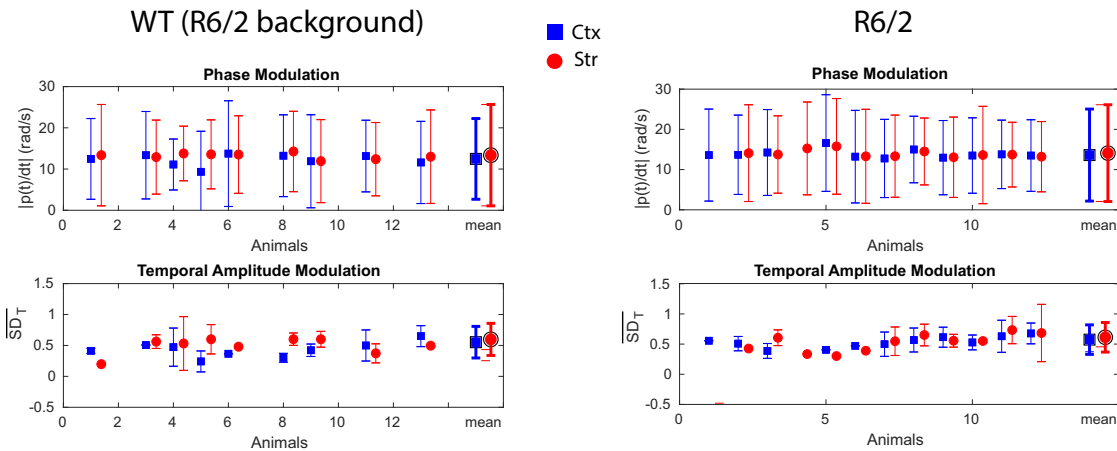 WT (R6/2 background)
Ctx
Str
R6/2
Phase Modulation
|p(t)/dt| (rad/s)
30
20
10
0
0 2 4 6 8 10 12 mean
Animals
Temporal Amplitude Modulation
SD_T
1.5
1
0.5
0
-0.5
0 2 4 6 8 10 12 mean
Animals
Phase Modulation
|p(t)/dt| (rad/s)
30
20
10
0
0 5 10 mean
Animals
Temporal Amplitude Modulation
SD_T
1.5
1
0.5
0
-0.5
0 5 10 mean
Animals